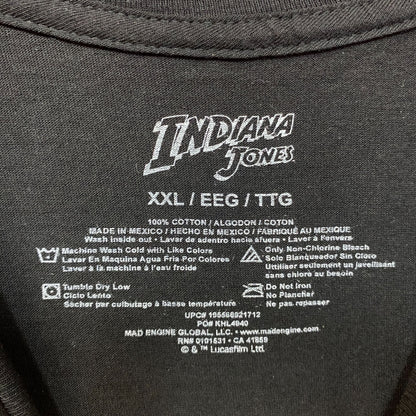 INDIANA
JONES
XXL / EEG / TTG
100% COTTON / ALGODON / COTON
MADE IN MEXICO / HECHO EN MEXICO / FABRIQUÉ AU MEXIQUE
Wash inside out • Lavar de adentro hacia afuera • Laver à l'envers
Machine Wash Cold with Like Colors
Lavar En Maquina Agua Fria Por Colores
Laver à la machine à l'eau froide
Only Non-Chlorine Bleach
Solo Blanqueador Sin Cloro
Utiliser seulement un javellisant
sans chlore au besoin
Tumble Dry Low
Ciclo Lento
Sécher par culbutage à basse température
Do Not Iron
No Planchar
Ne pas repasser
UPC# 195568921712
PO# KHL4940
MAD ENGINE GLOBAL, LLC. • www.madengine.com
RN# 0101531 • CA 41859
© & ™ Lucasfilm Ltd.